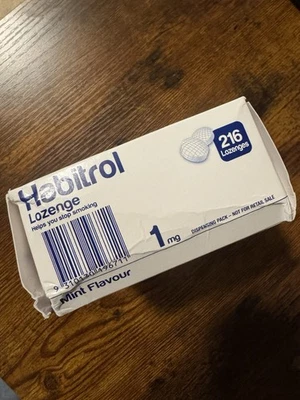 Habitrol
Lozenge
Helps you stop smoking
216
Lozenges
1 mg
DISPENSING PACK - NOT FOR RETAIL SALE
Mint Flavour